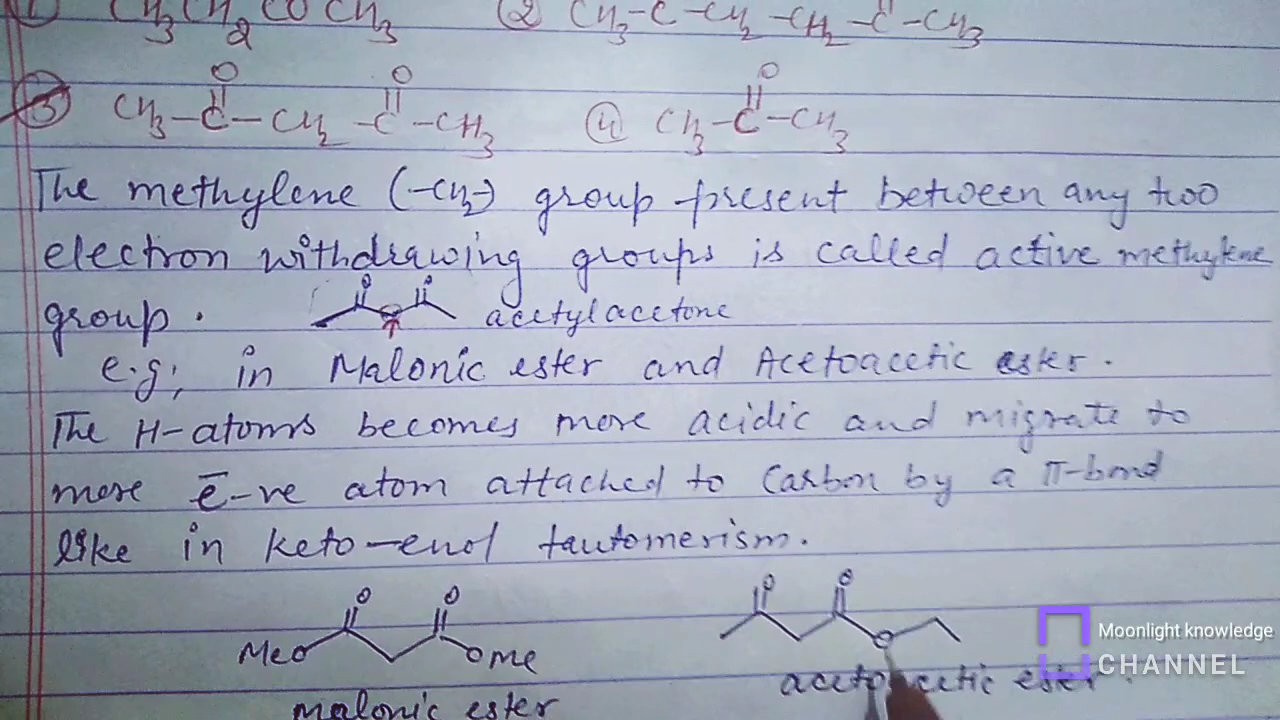 ① CH3CH2COCH3 ② CH3-C-CH2-CH2-C-CH3
O O O
③ CH3-C-CH2-C-CH3 ④ CH3-C-CH3
The methylene (-CH2-) group present between any two
electron withdrawing groups is called active methylene
group. O O acetylacetone
e.g; in Malonic ester and Acetoacetic ester.
The H-atoms becomes more acidic and migrate to
more e-ve atom attached to Carbon by a π-bond
like in keto-enol tautomerism.
O O O O
MeO OMe O
malonic ester acetoacetic ester.
Moonlight knowledge
CHANNEL